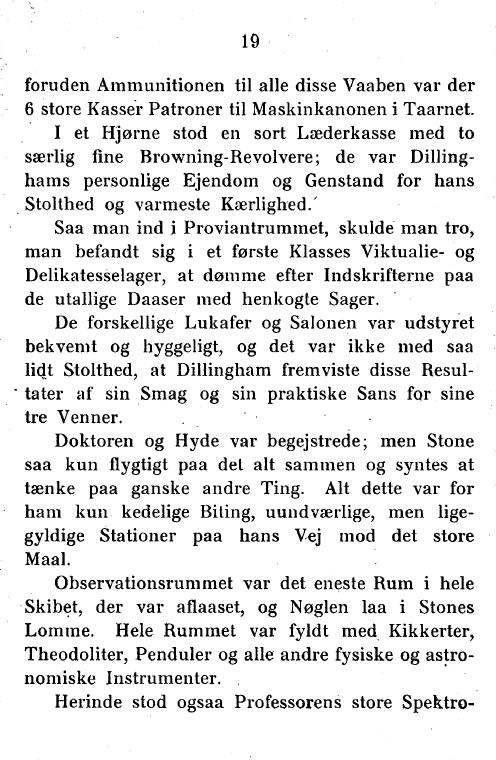 19
foruden Ammunitionen til alle disse Vaaben var der
6 store Kasser Patroner til Maskinkanonen i Taarnet.
I et Hjørne stod en sort Læderkasse med to
særlig fine Browning-Revolvere; de var Dilling-
hams personlige Ejendom og Genstand for hans
Stolthed og varmeste Kærlighed.
Saa man ind i Proviantrummet, skulde man tro,
man befandt sig i et første Klasses Viktualie- og
Delikatesselager, at dømme efter Indskrifterne paa
de utallige Daaser med henkogte Sager.
De forskellige Lukafer og Salonen var udstyret
bekvemt og hyggeligt, og det var ikke med saa
lidt Stolthed, at Dillingham fremviste disse Resul-
tater af sin Smag og sin praktiske Sans for sine
tre Venner.
Doktoren og Hyde var begejstrede; men Stone
saa kun flygtigt paa det alt sammen og syntes at
tænke paa ganske andre Ting. Alt dette var for
ham kun kedelige Biting, uundværlige, men lige-
gyldige Stationer paa hans Vej mod det store
Maal.
Observationsrummet var det eneste Rum i hele
Skibet, der var aflaaset, og Nøglen laa i Stones
Lomme. Hele Rummet var fyldt med Kikkerter,
Theodoliter, Penduler og alle andre fysiske og astro-
nomiske Instrumenter.
Herinde stod ogsaa Professorens store Spektro-